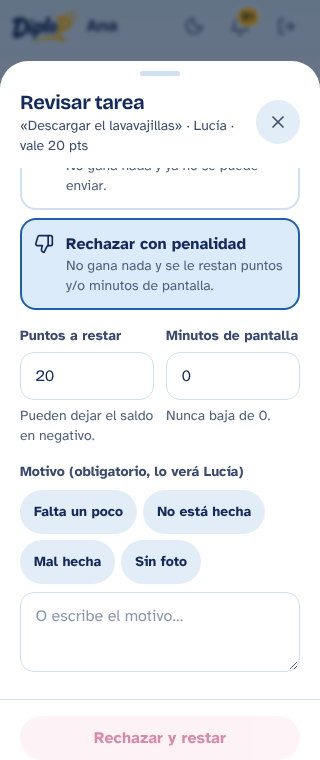 Diplo
Ana
Revisar tarea
«Descargar el lavavajillas» · Lucía ·
vale 20 pts
No gana nada y ya no se puede
enviar.
Rechazar con penalidad
No gana nada y se le restan puntos
y/o minutos de pantalla.
Puntos a restar
Minutos de pantalla
20
0
Pueden dejar el saldo
en negativo.
Nunca baja de 0.
Motivo (obligatorio, lo verá Lucía)
Falta un poco
No está hecha
Mal hecha
Sin foto
O escribe el motivo...
Rechazar y restar